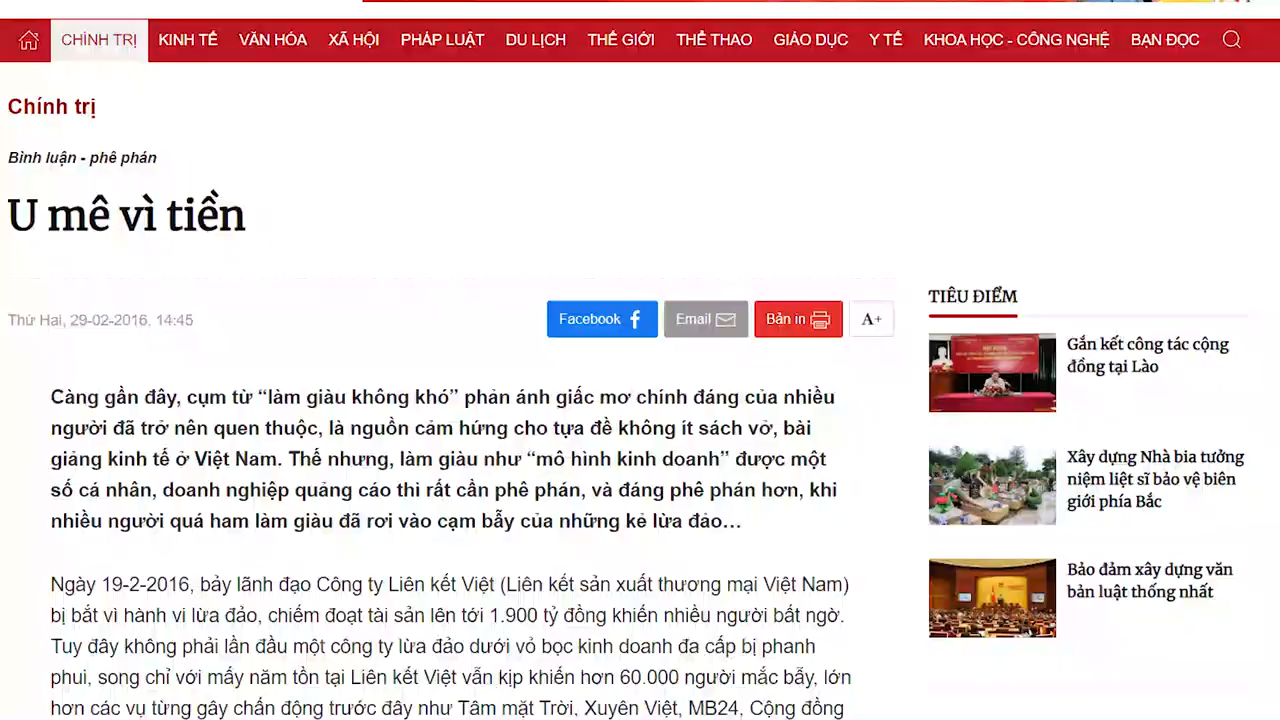 CHÍNH TRỊ KINH TẾ VĂN HÓA XÃ HỘI PHÁP LUẬT DU LỊCH THẾ GIỚI THỂ THAO GIÁO DỤC Y TẾ KHOA HỌC - CÔNG NGHỆ BẠN ĐỌC
Chính trị
Bình luận - phê phán
U mê vì tiền
Thứ Hai, 29-02-2016, 14:45
Facebook Email Bản in A+
Càng gần đây, cụm từ “làm giàu không khó” phản ánh giấc mơ chính đáng của nhiều
người đã trở nên quen thuộc, là nguồn cảm hứng cho tựa đề không ít sách vở, bài
giảng kinh tế ở Việt Nam. Thế nhưng, làm giàu như “mô hình kinh doanh” được một
số cá nhân, doanh nghiệp quảng cáo thì rất cần phê phán, và đáng phê phán hơn, khi
nhiều người quá ham làm giàu đã rơi vào cạm bẫy của những kẻ lừa đảo…
Ngày 19-2-2016, bảy lãnh đạo Công ty Liên kết Việt (Liên kết sản xuất thương mại Việt Nam)
bị bắt vì hành vi lừa đảo, chiếm đoạt tài sản lên tới 1.900 tỷ đồng khiến nhiều người bất ngờ.
Tuy đây không phải lần đầu một công ty lừa đảo dưới vỏ bọc kinh doanh đa cấp bị phanh
phui, song chỉ với mấy năm tồn tại Liên kết Việt vẫn kịp khiến hơn 60.000 người mắc bẫy, lớn
hơn các vụ từng gây chấn động trước đây như Tâm mặt Trời, Xuyên Việt, MB24, Cộng đồng
TIÊU ĐIỂM
Gắn kết công tác cộng
đồng tại Lào
Xây dựng Nhà bia tưởng
niệm liệt sĩ bảo vệ biên
giới phía Bắc
Bảo đảm xây dựng văn
bản luật thống nhất